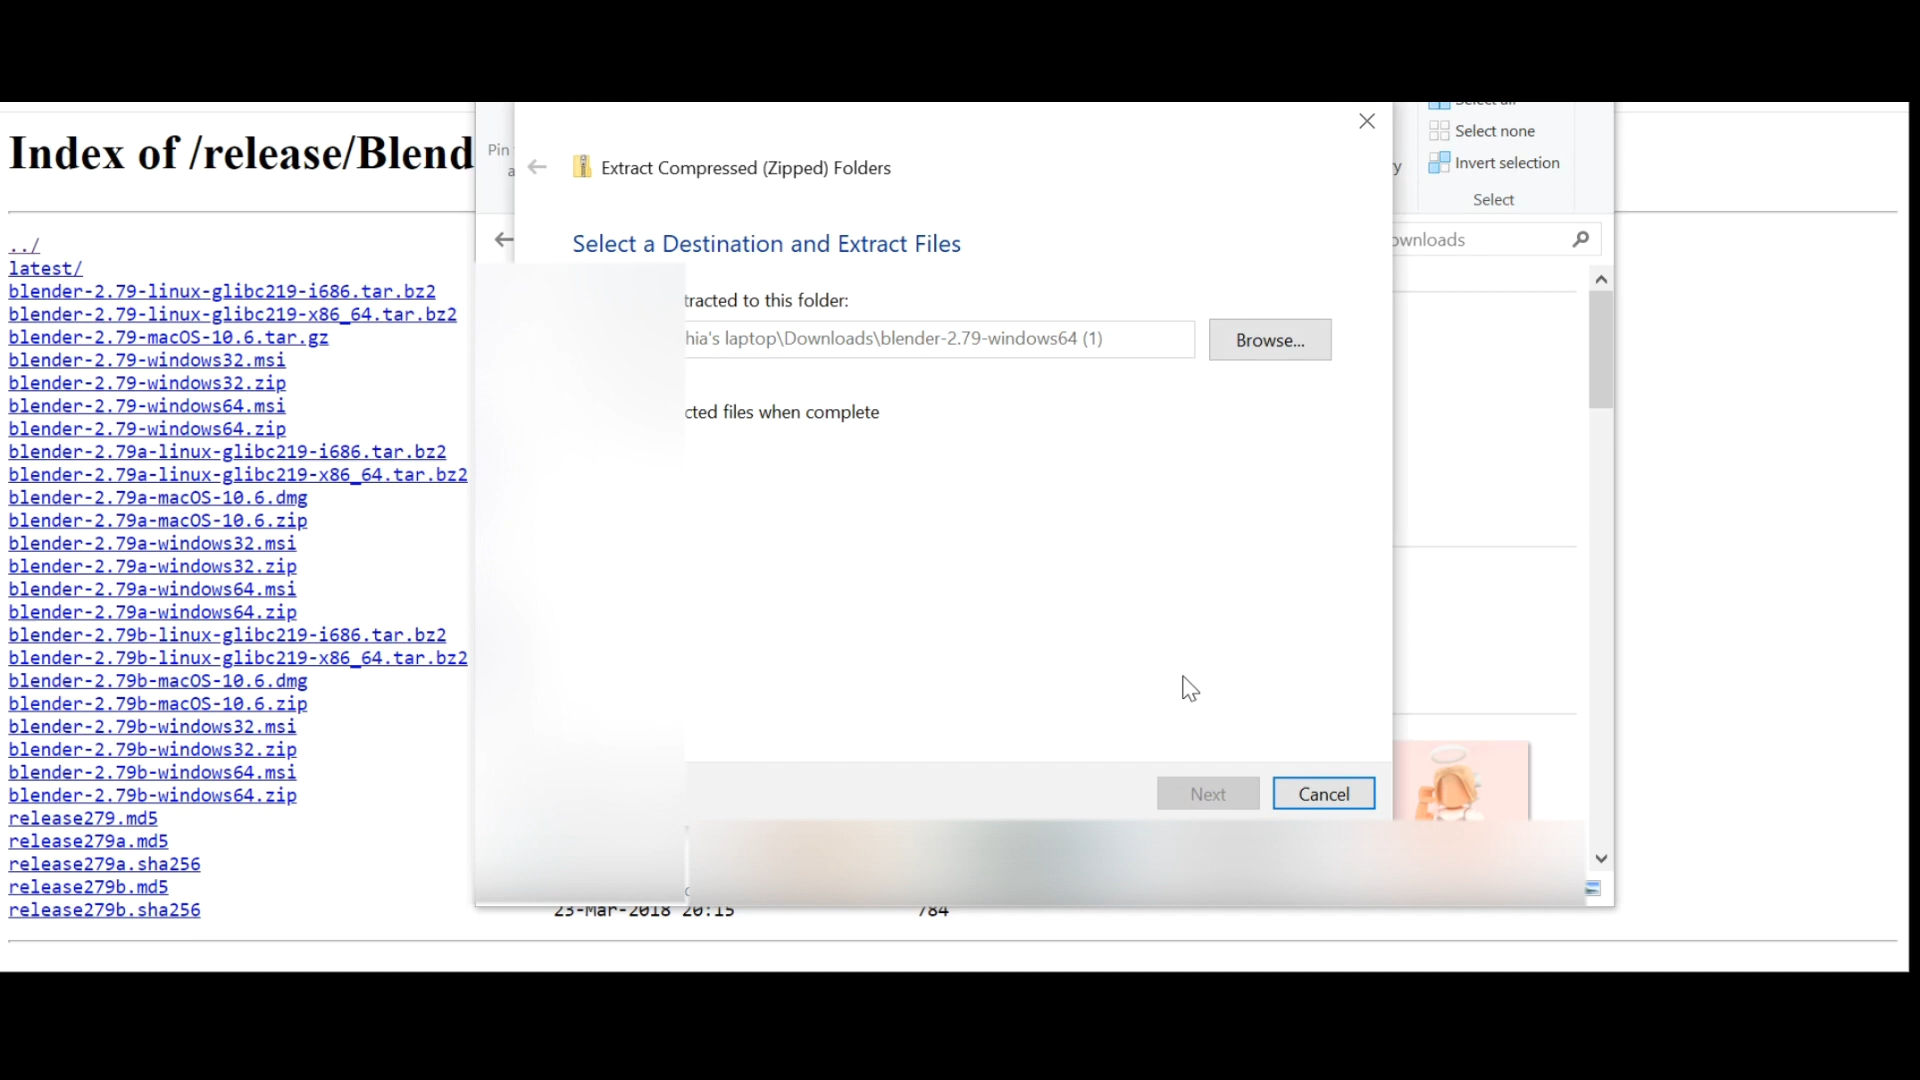 Index of /release/Blend
../
latest/
blender-2.79-linux-glibc219-i686.tar.bz2
blender-2.79-linux-glibc219-x86_64.tar.bz2
blender-2.79-macOS-10.6.tar.gz
blender-2.79-windows32.msi
blender-2.79-windows32.zip
blender-2.79-windows64.msi
blender-2.79-windows64.zip
blender-2.79a-linux-glibc219-i686.tar.bz2
blender-2.79a-linux-glibc219-x86_64.tar.bz2
blender-2.79a-macOS-10.6.dmg
blender-2.79a-macOS-10.6.zip
blender-2.79a-windows32.msi
blender-2.79a-windows32.zip
blender-2.79a-windows64.msi
blender-2.79a-windows64.zip
blender-2.79b-linux-glibc219-i686.tar.bz2
blender-2.79b-linux-glibc219-x86_64.tar.bz2
blender-2.79b-macOS-10.6.dmg
blender-2.79b-macOS-10.6.zip
blender-2.79b-windows32.msi
blender-2.79b-windows32.zip
blender-2.79b-windows64.msi
blender-2.79b-windows64.zip
release279.md5
release279a.md5
release279a.sha256
release279b.md5
release279b.sha256
23-Mar-2018 20:15 784
Pin
a
Extract Compressed (Zipped) Folders
Select a Destination and Extract Files
tracted to this folder:
hia's laptop\Downloads\blender-2.79-windows64 (1)
Browse...
cted files when complete
Next
Cancel
Select all
Select none
y
Invert selection
Select
ownloads